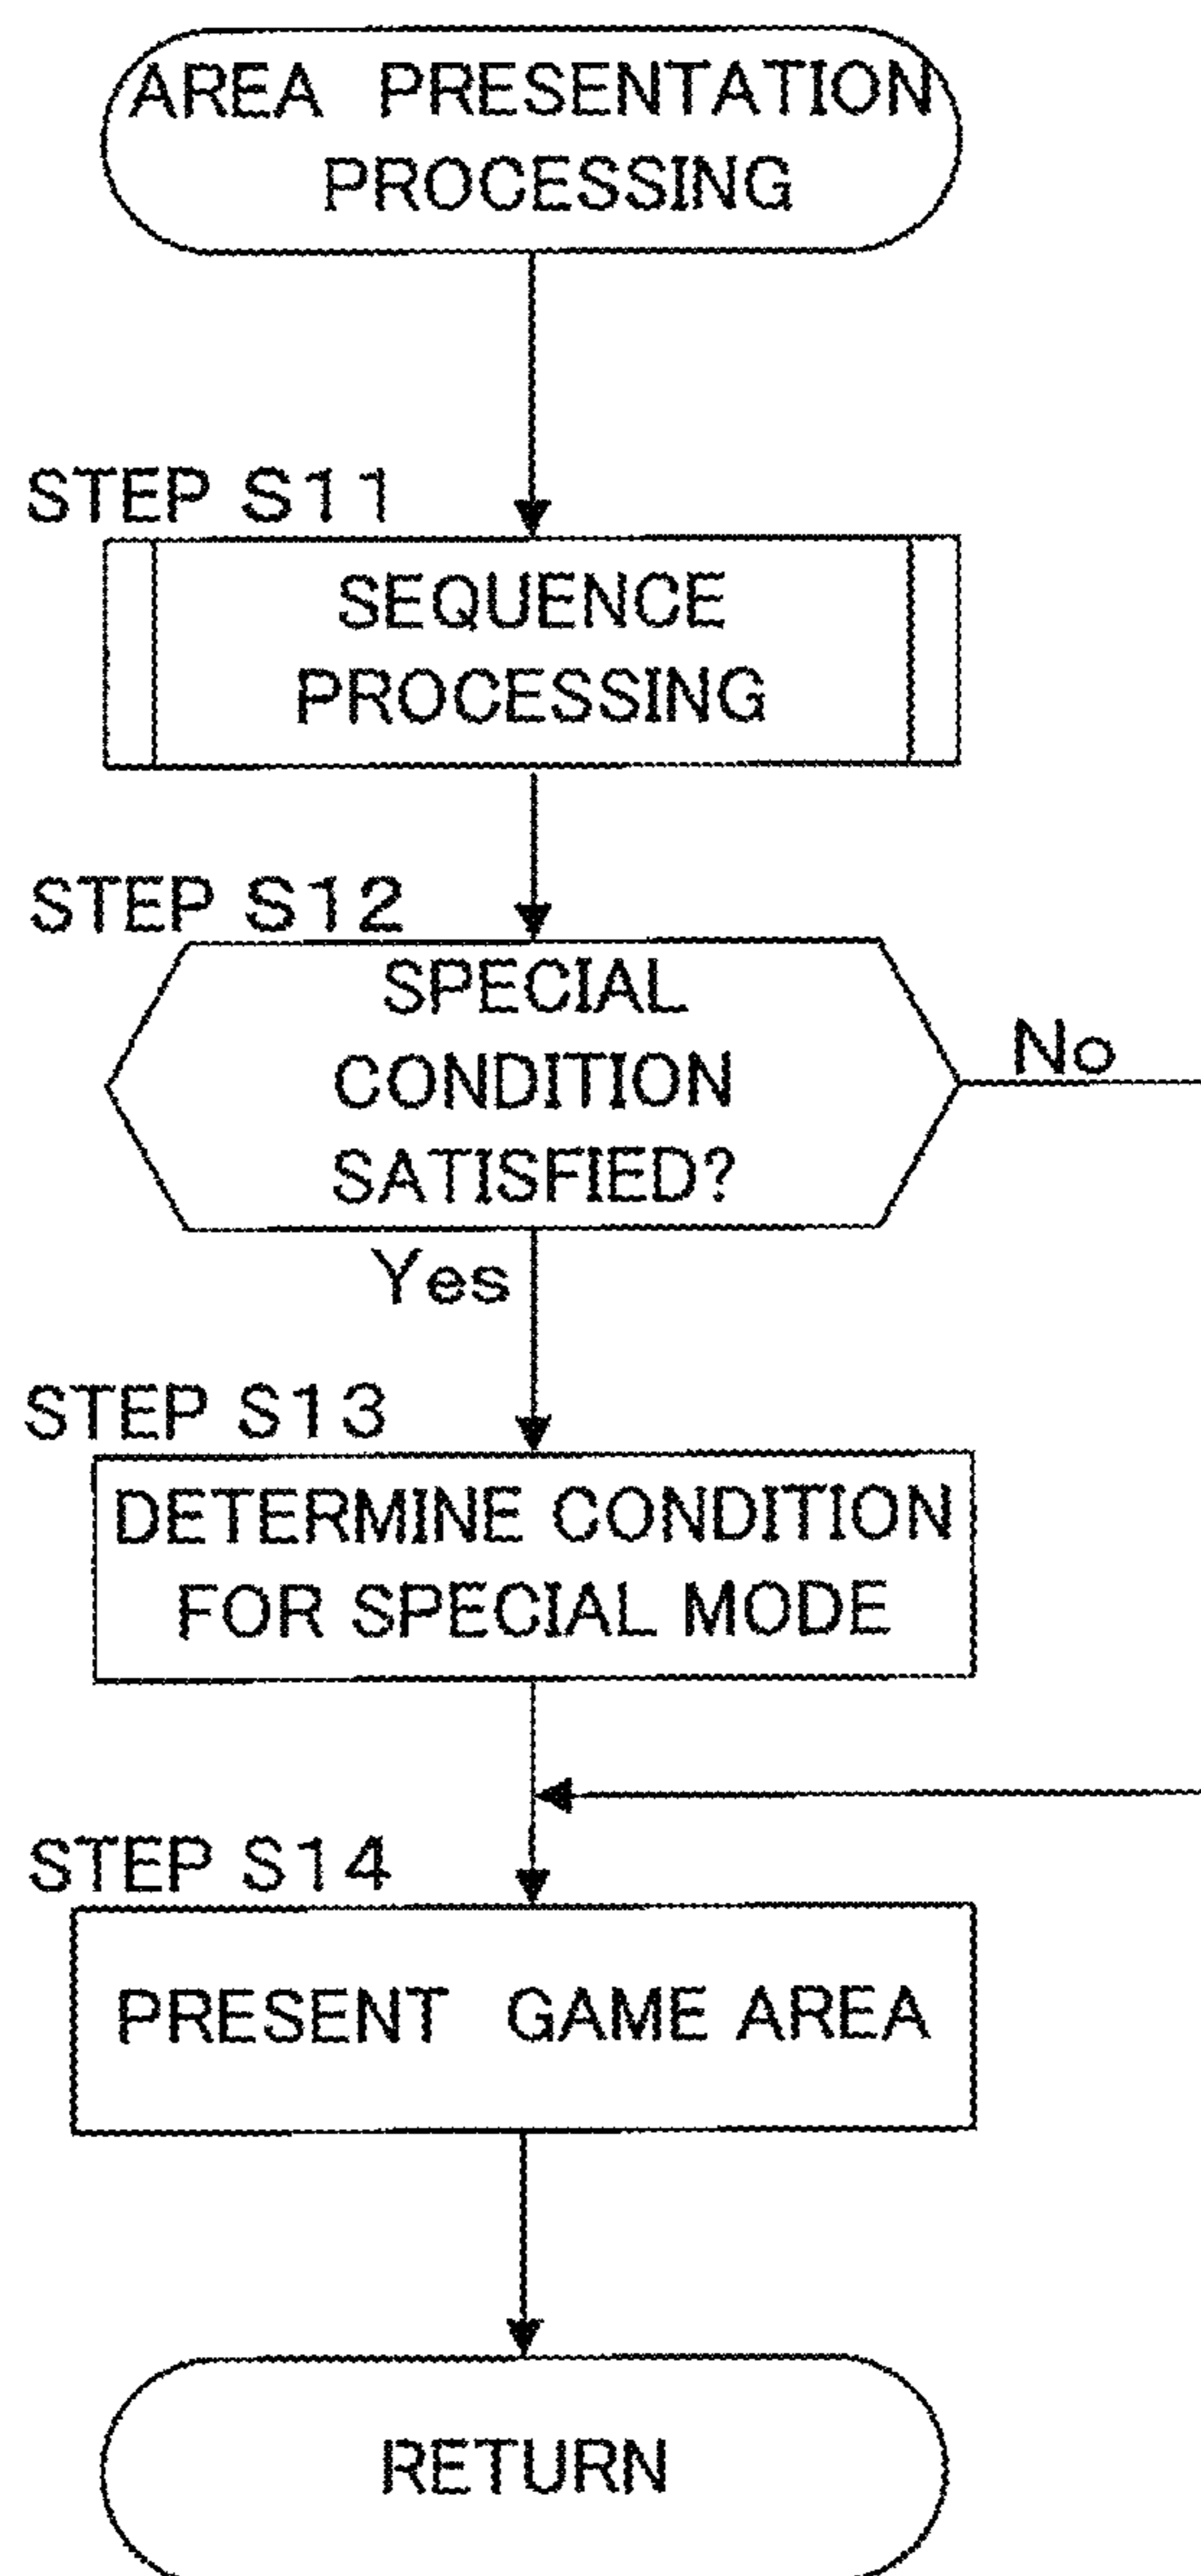 AREA PRESENTATION
PROCESSING
STEP S11
SEQUENCE
PROCESSING
STEP S12
SPECIAL
CONDITION
SATISFIED?
No
Yes
STEP S13
DETERMINE CONDITION
FOR SPECIAL MODE
STEP S14
PRESENT GAME AREA
RETURN